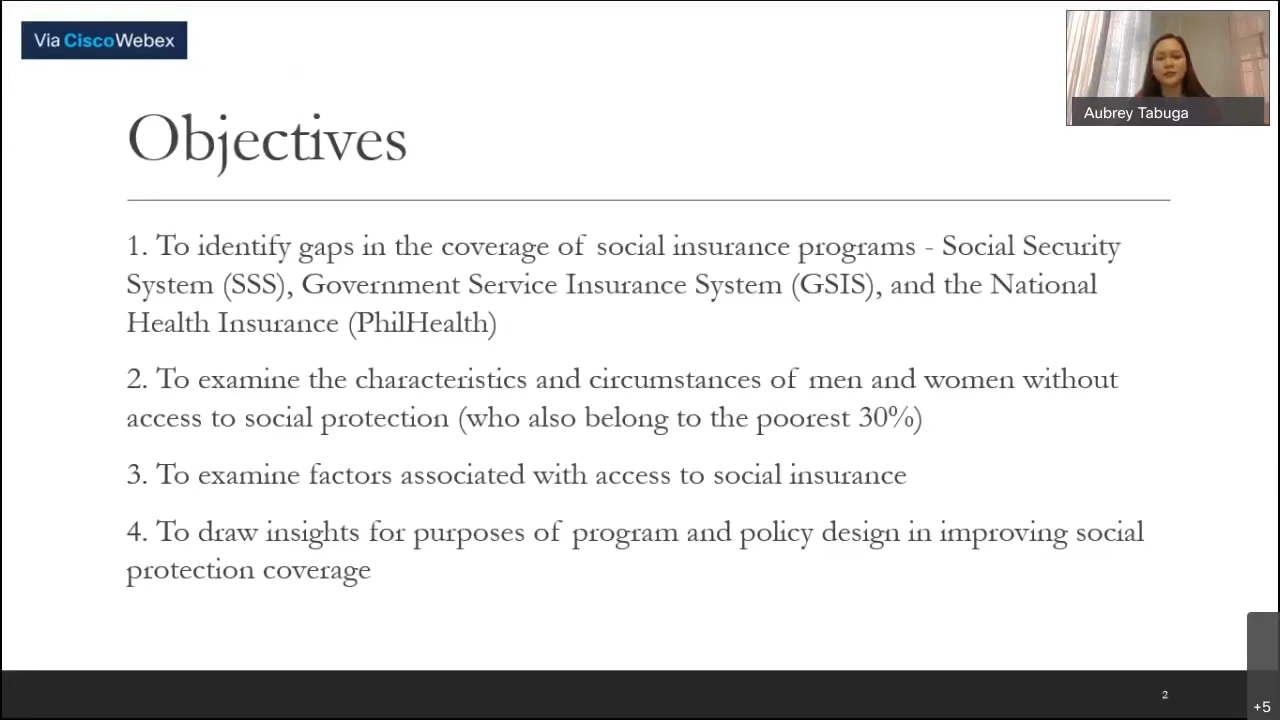 Via CiscoWebex
Aubrey Tabuga
Objectives
1. To identify gaps in the coverage of social insurance programs - Social Security
System (SSS), Government Service Insurance System (GSIS), and the National
Health Insurance (PhilHealth)
2. To examine the characteristics and circumstances of men and women without
access to social protection (who also belong to the poorest 30%)
3. To examine factors associated with access to social insurance
4. To draw insights for purposes of program and policy design in improving social
protection coverage
2
+5